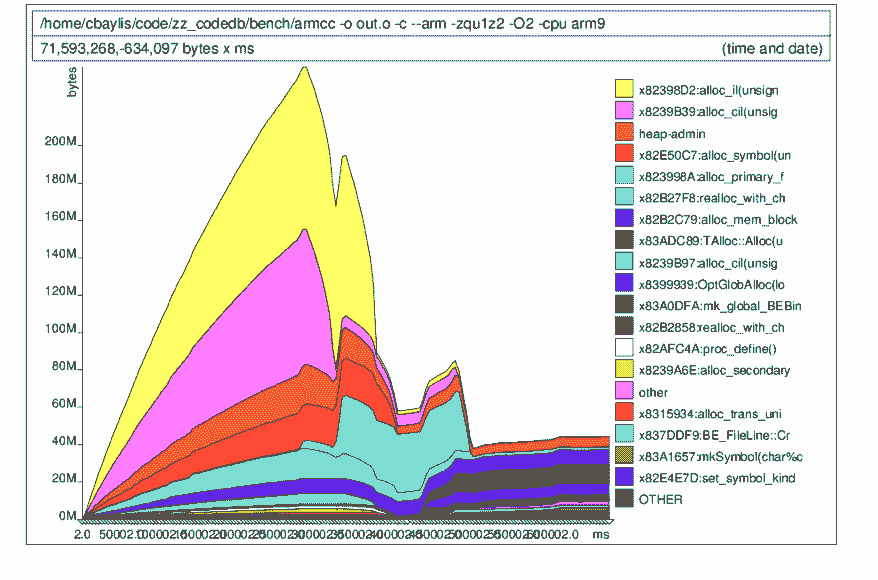 /home/cbaylis/code/zz_codedb/bench/armcc -o out.o -c --arm -zqu1z2 -O2 -cpu arm9
71,593,268,-634,097 bytes x ms (time and date)
bytes
200M
180M
160M
140M
120M
100M
80M
60M
40M
20M
0M
2.0
ms
x82398D2:alloc_il(unsign
x8239B39:alloc_cil(unsig
heap-admin
x82E50C7:alloc_symbol(un
x823998A:alloc_primary_f
x82B27F8:realloc_with_ch
x82B2C79:alloc_mem_block
x83ADC89:TAlloc::Alloc(u
x8239B97:alloc_cil(unsig
x8399939:OptGlobAlloc(lo
x83A0DFA:mk_global_BEBin
x82B2858:realloc_with_ch
x82AFC4A:proc_define()
x8239A6E:alloc_secondary
other
x8315934:alloc_trans_uni
x837DDF9:BE_FileLine::Cr
x83A1657:mkSymbol(char%c
x82E4E7D:set_symbol_kind
OTHER